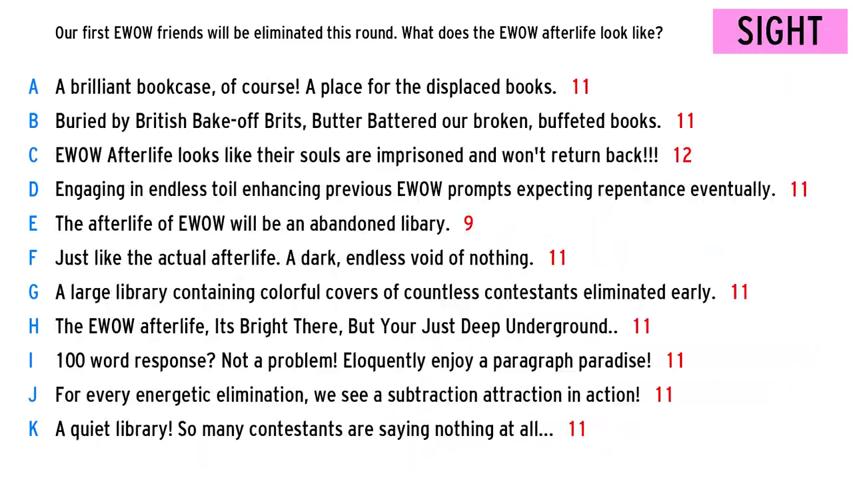 Our first EWOW friends will be eliminated this round. What does the EWOW afterlife look like?
SIGHT
A A brilliant bookcase, of course! A place for the displaced books. 11
B Buried by British Bake-off Brits, Butter Battered our broken, buffeted books. 11
C EWOW Afterlife looks like their souls are imprisoned and won't return back!!! 12
D Engaging in endless toil enhancing previous EWOW prompts expecting repentance eventually. 11
E The afterlife of EWOW will be an abandoned libary. 9
F Just like the actual afterlife. A dark, endless void of nothing. 11
G A large library containing colorful covers of countless contestants eliminated early. 11
H The EWOW afterlife, Its Bright There, But Your Just Deep Underground.. 11
I 100 word response? Not a problem! Eloquently enjoy a paragraph paradise! 11
J For every energetic elimination, we see a subtraction attraction in action! 11
K A quiet library! So many contestants are saying nothing at all... 11